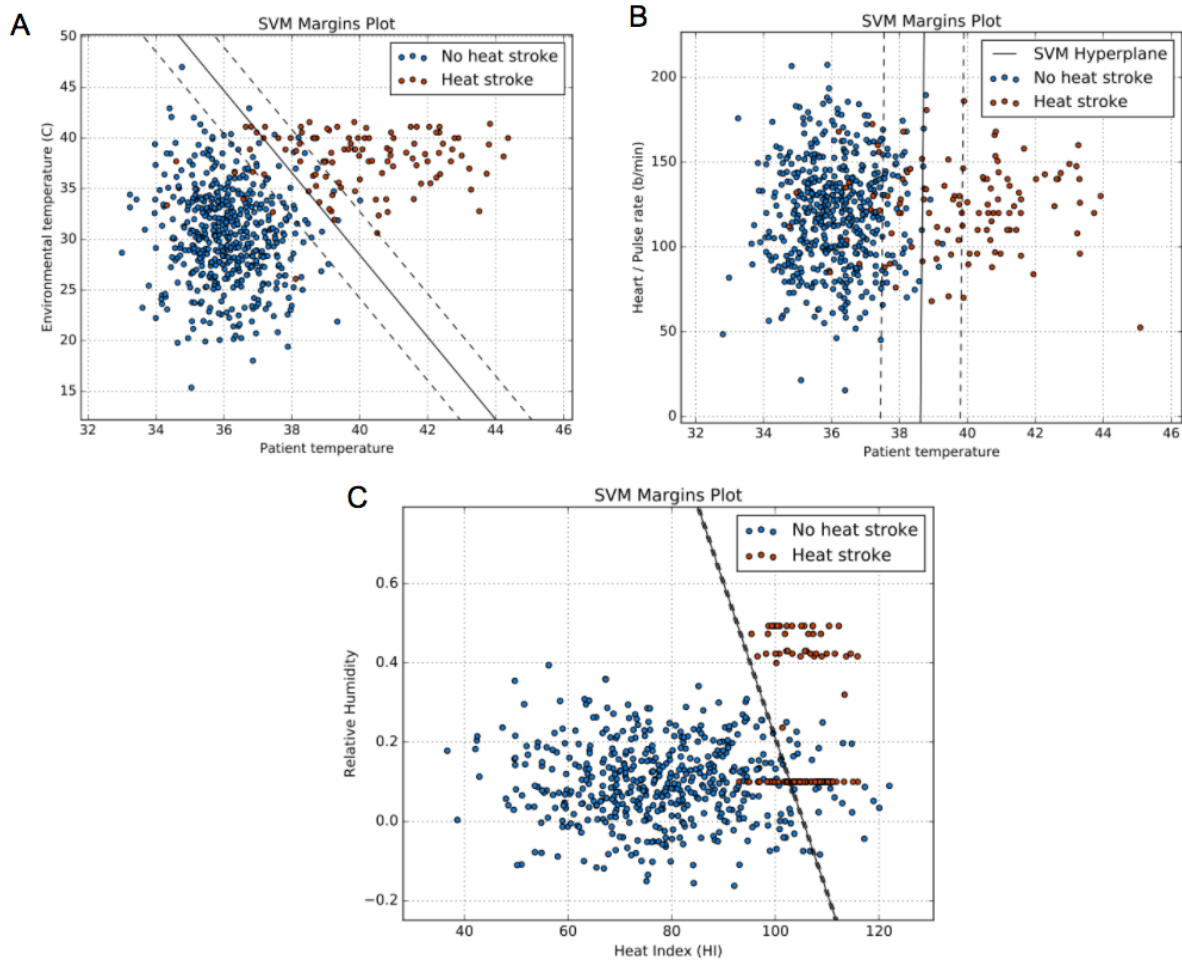 A
SVM Margins Plot
No heat stroke
Heat stroke
Environmental temperature (C)
50
45
40
35
30
25
20
15
32 34 36 38 40 42 44 46
Patient temperature
B
SVM Margins Plot
SVM Hyperplane
No heat stroke
Heat stroke
Heart / Pulse rate (b/min)
200
150
100
50
0
32 34 36 38 40 42 44 46
Patient temperature
C
SVM Margins Plot
No heat stroke
Heat stroke
Relative Humidity
0.6
0.4
0.2
0.0
−0.2
40 60 80 100 120
Heat Index (HI)